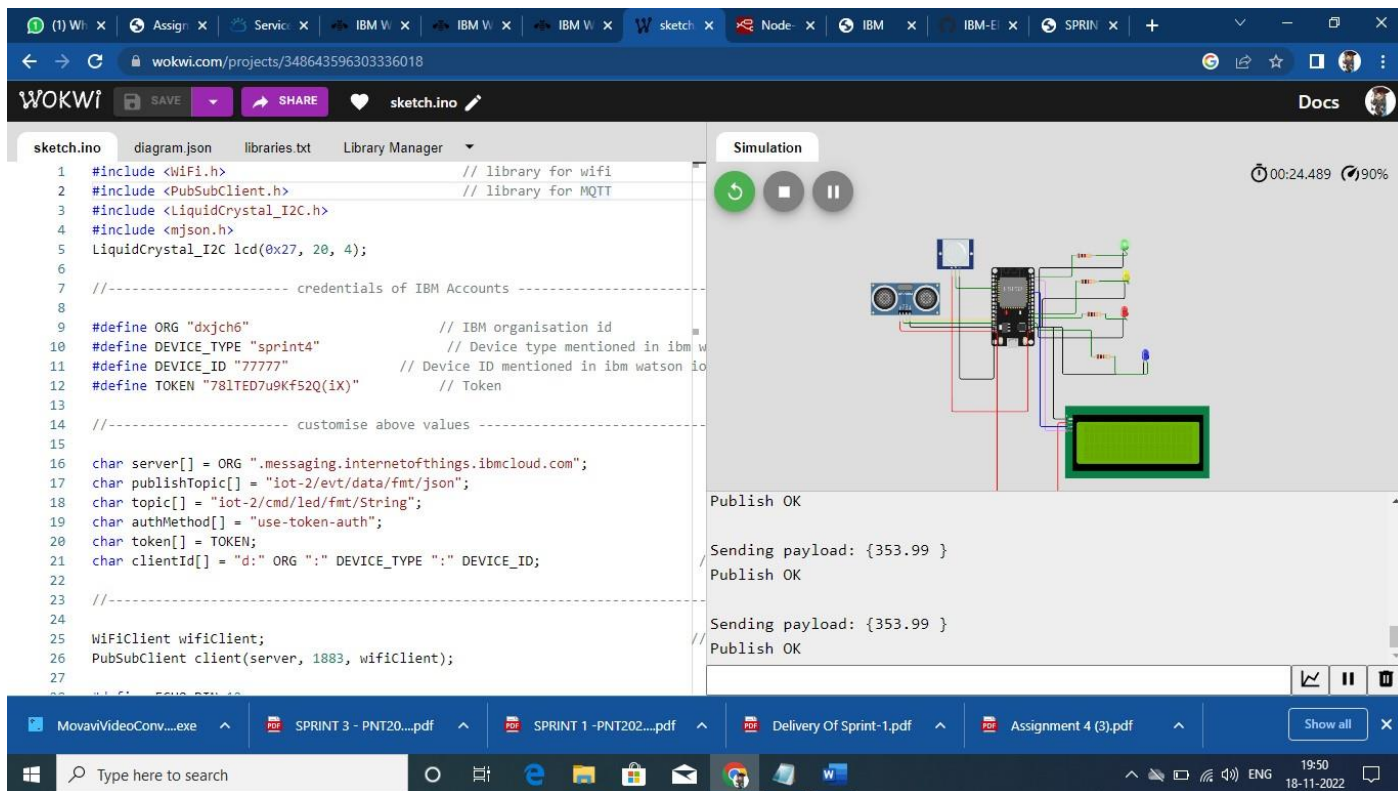 (1) Wh
Assign
Service
IBM W
IBM W
IBM W
sketch
Node-
IBM
IBM-E
SPRIN
wokwi.com/projects/348643596303336018
WOKWI
SAVE
SHARE
sketch.ino
Docs
sketch.ino diagram.json libraries.txt Library Manager
Simulation
00:24.489 90%
1 #include <WiFi.h> // library for wifi
2 #include <PubSubClient.h> // library for MQTT
3 #include <LiquidCrystal_I2C.h>
4 #include <mjson.h>
5 LiquidCrystal_I2C lcd(0x27, 20, 4);
6
7 //----------------------- credentials of IBM Accounts ------------------------
8
9 #define ORG "dxjch6" // IBM organisation id
10 #define DEVICE_TYPE "sprint4" // Device type mentioned in ibm w
11 #define DEVICE_ID "77777" // Device ID mentioned in ibm watson io
12 #define TOKEN "78lTED7u9Kf52Q(iX)" // Token
13
14 //----------------------- customise above values -----------------------------
15
16 char server[] = ORG ".messaging.internetofthings.ibmcloud.com";
17 char publishTopic[] = "iot-2/evt/data/fmt/json";
18 char topic[] = "iot-2/cmd/led/fmt/String";
19 char authMethod[] = "use-token-auth";
20 char token[] = TOKEN;
21 char clientId[] = "d:" ORG ":" DEVICE_TYPE ":" DEVICE_ID; /
22
23 //----------------------------------------------------------------------------
24
25 WiFiClient wifiClient; //
26 PubSubClient client(server, 1883, wifiClient);
27
ESP32
Publish OK
Sending payload: {353.99 }
Publish OK
Sending payload: {353.99 }
Publish OK
MovaviVideoConv....exe
SPRINT 3 - PNT20....pdf
SPRINT 1 -PNT202....pdf
Delivery Of Sprint-1.pdf
Assignment 4 (3).pdf
Show all
Type here to search
ENG
19:50
18-11-2022